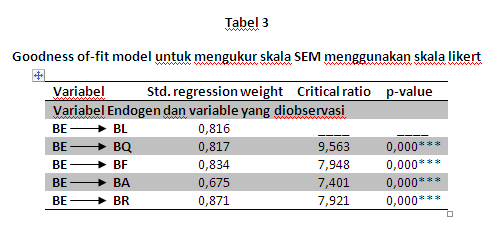 Tabel 3
Goodness of-fit model untuk mengukur skala SEM menggunakan skala likert
Variabel Std. regression weight Critical ratio p-value
Variabel Endogen dan variable yang diobservasi
BE → BL 0,816 ____ ____
BE → BQ 0,817 9,563 0,000***
BE → BF 0,834 7,948 0,000***
BE → BA 0,675 7,401 0,000***
BE → BR 0,871 7,921 0,000***